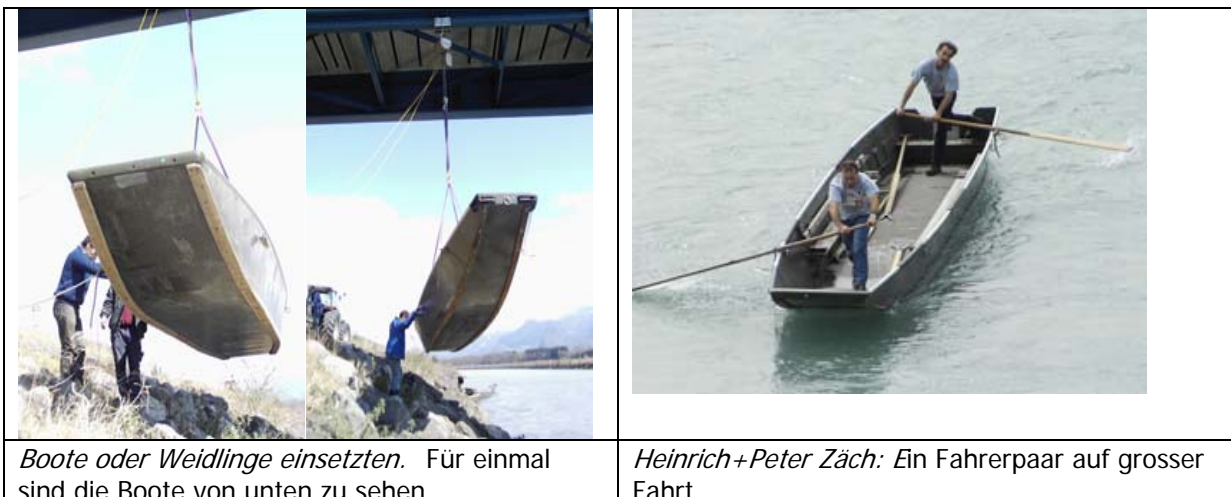 Boote oder Weidlinge einsetzten. Für einmal
sind die Boote von unten zu sehen
Heinrich+Peter Zäch: Ein Fahrerpaar auf grosser
Fahrt